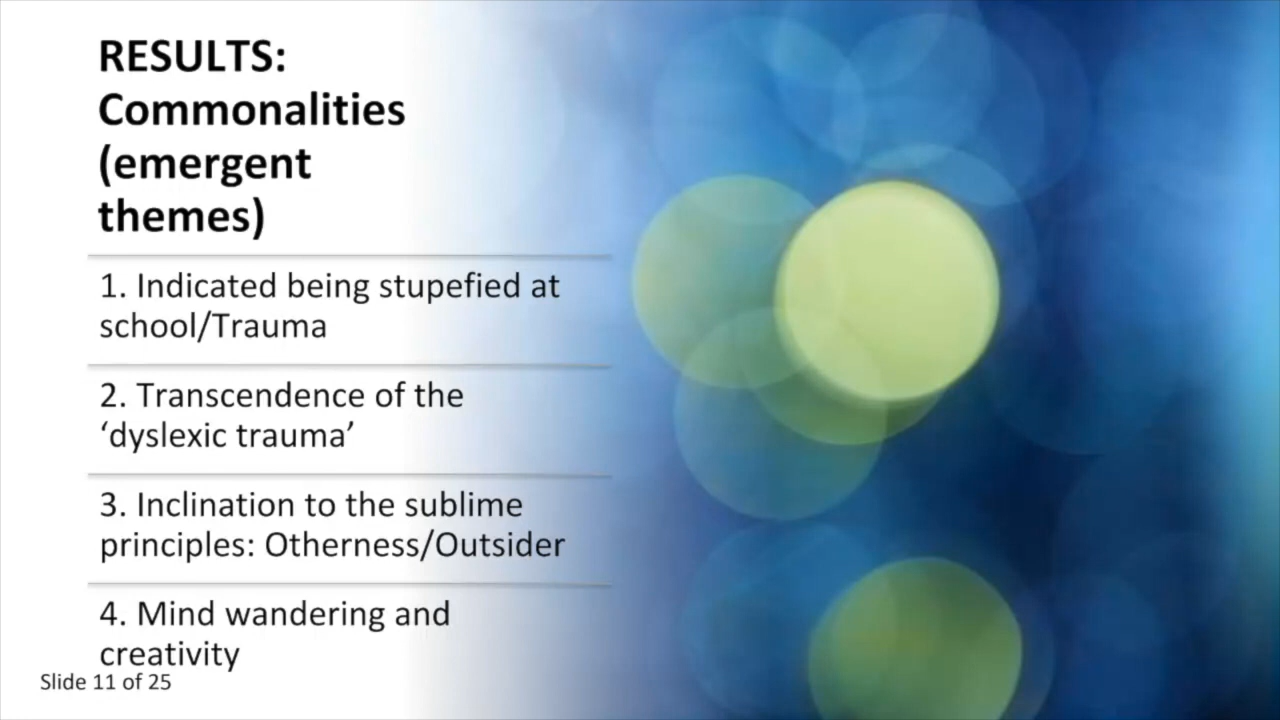 RESULTS:
Commonalities
(emergent
themes)
1. Indicated being stupefied at
school/Trauma
2. Transcendence of the
‘dyslexic trauma’
3. Inclination to the sublime
principles: Otherness/Outsider
4. Mind wandering and
creativity
Slide 11 of 25